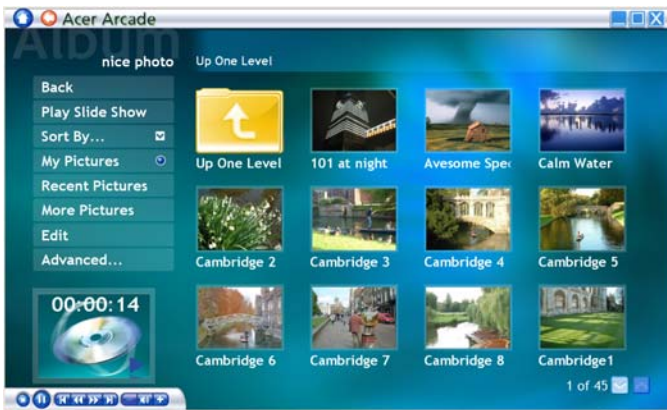 Acer Arcade
Album
nice photo
Up One Level
Back
Play Slide Show
Sort By...
My Pictures
Recent Pictures
More Pictures
Edit
Advanced...
00:00:14
Up One Level
101 at night
Avesome Spec
Calm Water
Cambridge 2
Cambridge 3
Cambridge 4
Cambridge 5
Cambridge 6
Cambridge 7
Cambridge 8
Cambridge1
1 of 45